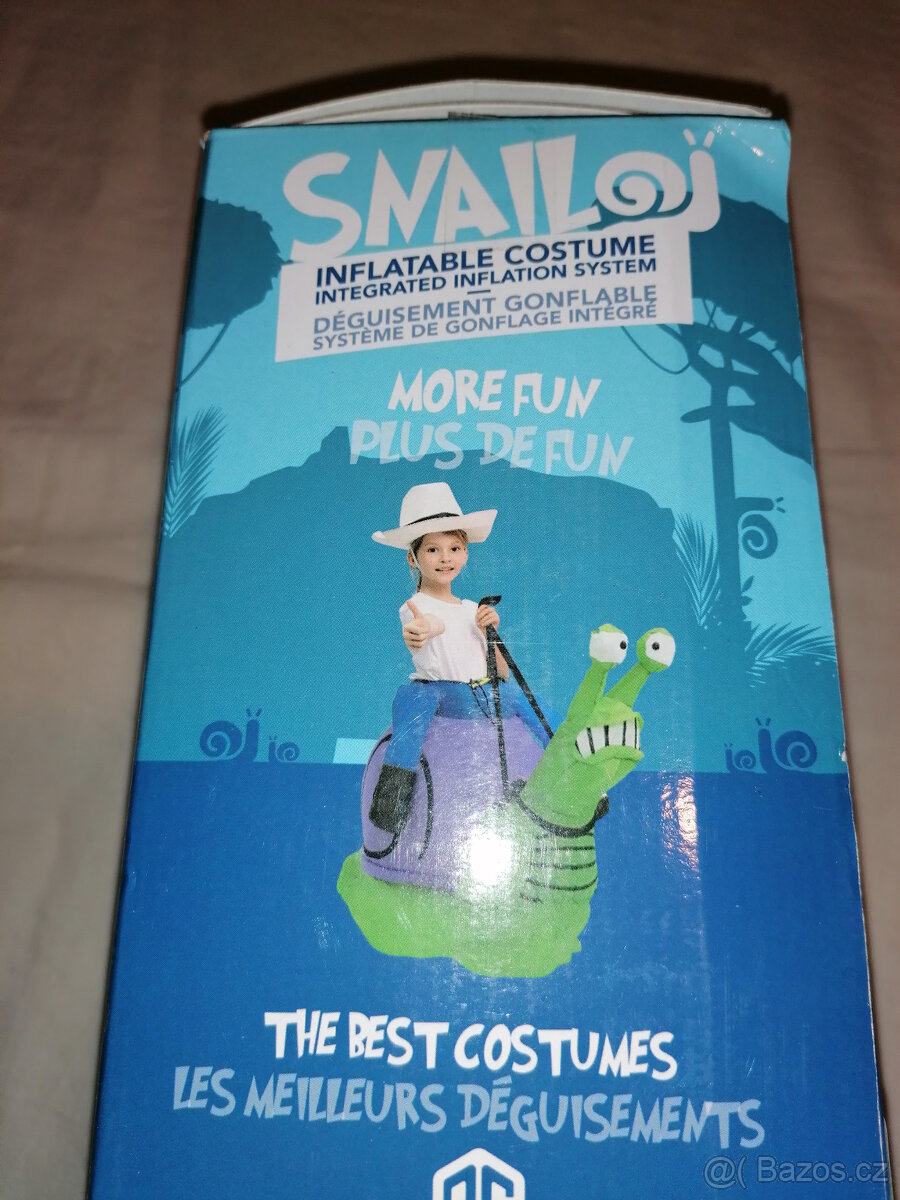 SNAIL
INFLATABLE COSTUME
INTEGRATED INFLATION SYSTEM
DÉGUISEMENT GONFLABLE
SYSTÈME DE GONFLAGE INTÉGRÉ
MORE FUN
PLUS DE FUN
THE BEST COSTUMES
LES MEILLEURS DÉGUISEMENTS
@( Bazos.cz